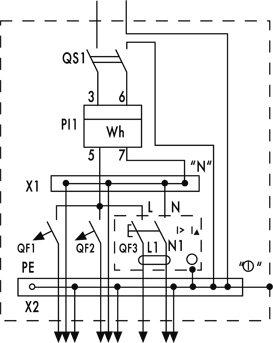 QS1
3 6
PI1
Wh
5 7
"N"
X1
L N
QF1 QF2 QF3 L1 N1 I> I▲
PE
X2